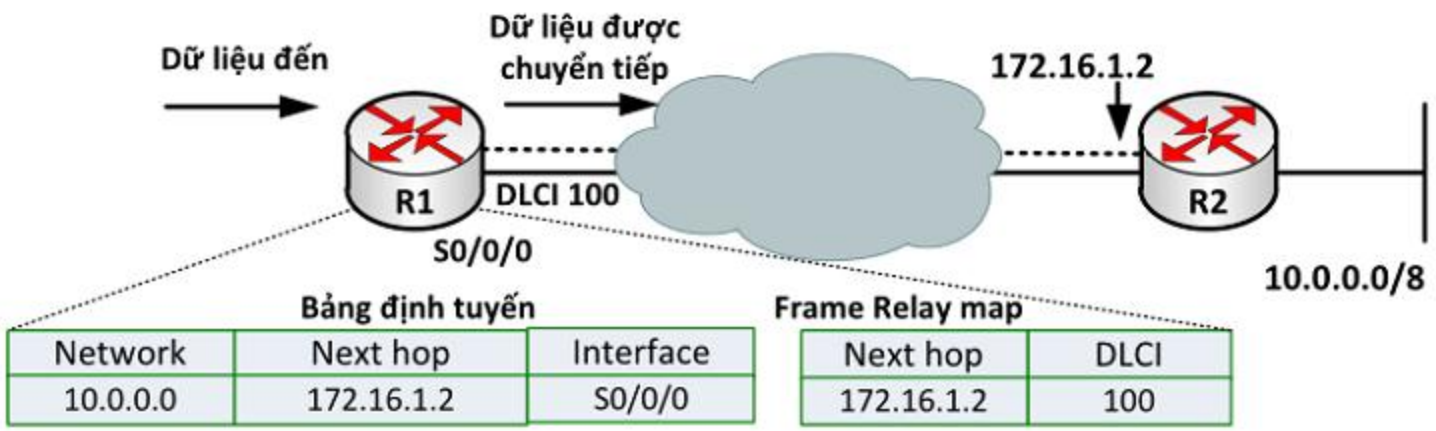 Dữ liệu đến
Dữ liệu được
chuyển tiếp
172.16.1.2
R1
DLCI 100
R2
S0/0/0
10.0.0.0/8
Bảng định tuyến
Frame Relay map
Network Next hop Interface
10.0.0.0 172.16.1.2 S0/0/0
Next hop DLCI
172.16.1.2 100